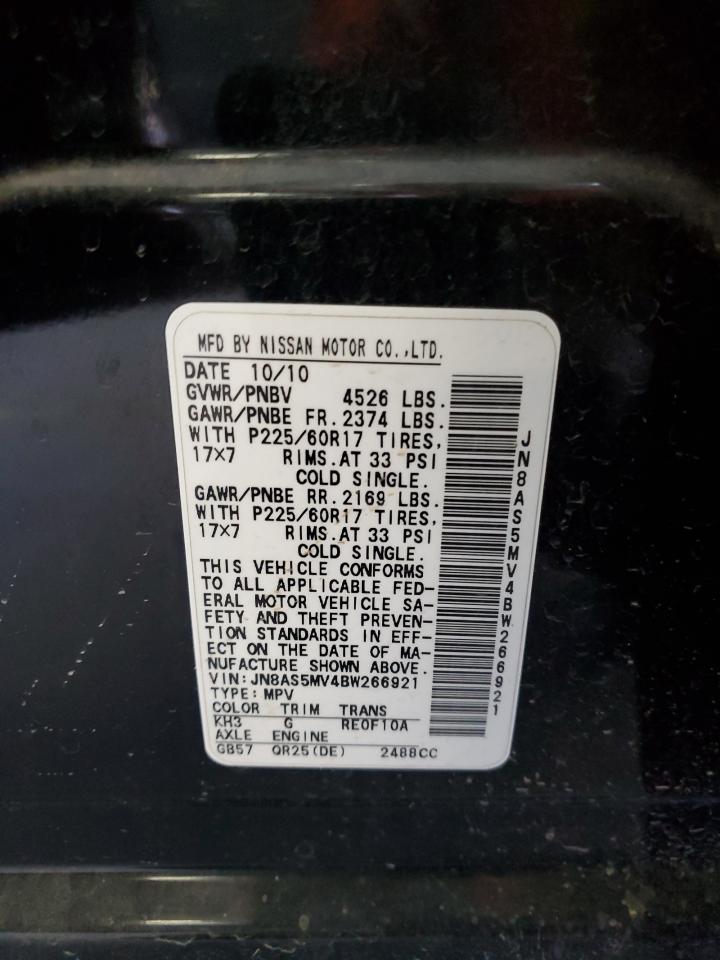 MFD BY NISSAN MOTOR CO.,LTD.
DATE 10/10
GVWR/PNBV 4526 LBS.
GAWR/PNBE FR. 2374 LBS.
WITH P225/60R17 TIRES,
17×7 RIMS. AT 33 PSI
COLD SINGLE.
GAWR/PNBE RR. 2169 LBS.
WITH P225/60R17 TIRES,
17×7 RIMS. AT 33 PSI
COLD SINGLE.
THIS VEHICLE CONFORMS
TO ALL APPLICABLE FED-
ERAL MOTOR VEHICLE SA-
FETY AND THEFT PREVEN-
TION STANDARDS IN EFF-
ECT ON THE DATE OF MA-
NUFACTURE SHOWN ABOVE.
VIN: JN8AS5MV4BW266921
TYPE: MPV
COLOR TRIM TRANS
KH3 G RE0F10A
AXLE ENGINE
GB57 QR25(DE) 2488CC
JN8AS5MV4BW266921